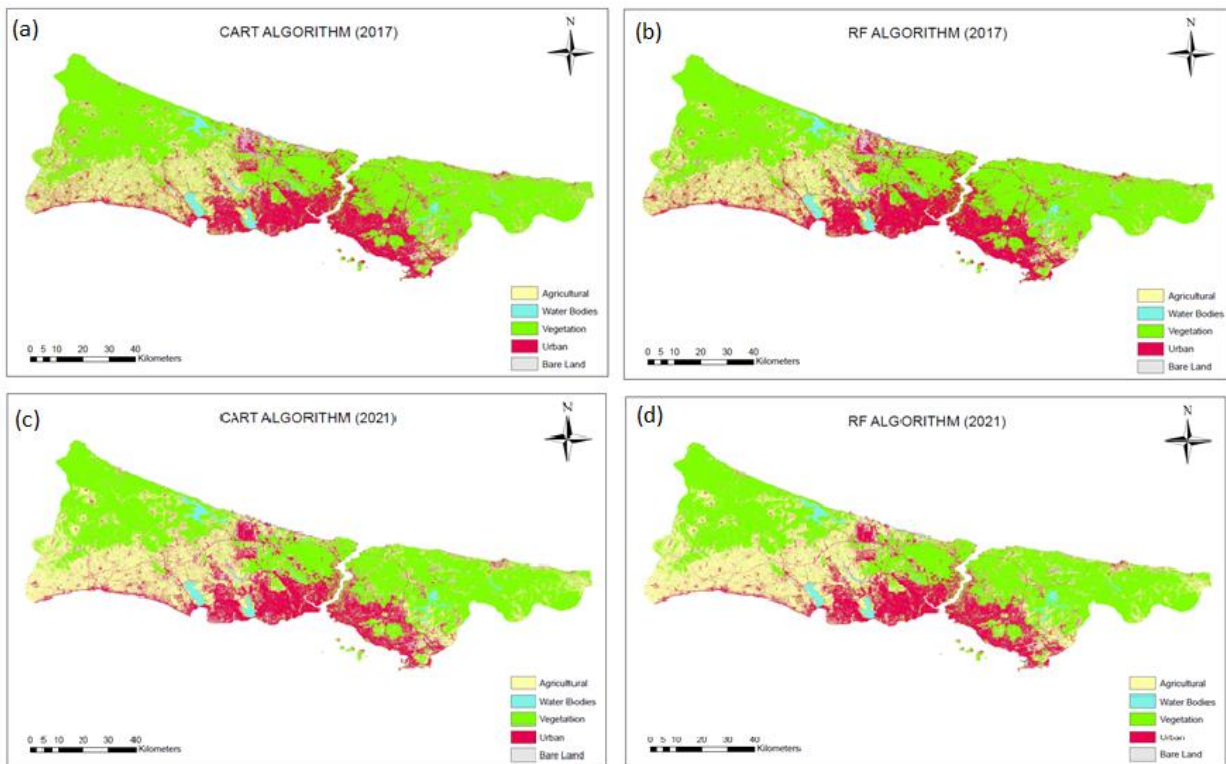 (a)
CART ALGORITHM (2017)
N
Agricultural
Water Bodies
Vegetation
Urban
Bare Land
0 5 10 20 30 40
Kilometers
(b)
RF ALGORITHM (2017)
N
Agricultural
Water Bodies
Vegetation
Urban
Bare Land
0 5 10 20 30 40
Kilometers
(c)
CART ALGORITHM (2021)
N
Agricultural
Water Bodies
Vegetation
Urban
Bare Land
0 5 10 20 30 40
Kilometers
(d)
RF ALGORITHM (2021)
N
Agricultural
Water Bodies
Vegetation
Urban
Bare Land
0 5 10 20 30 40
Kilometers